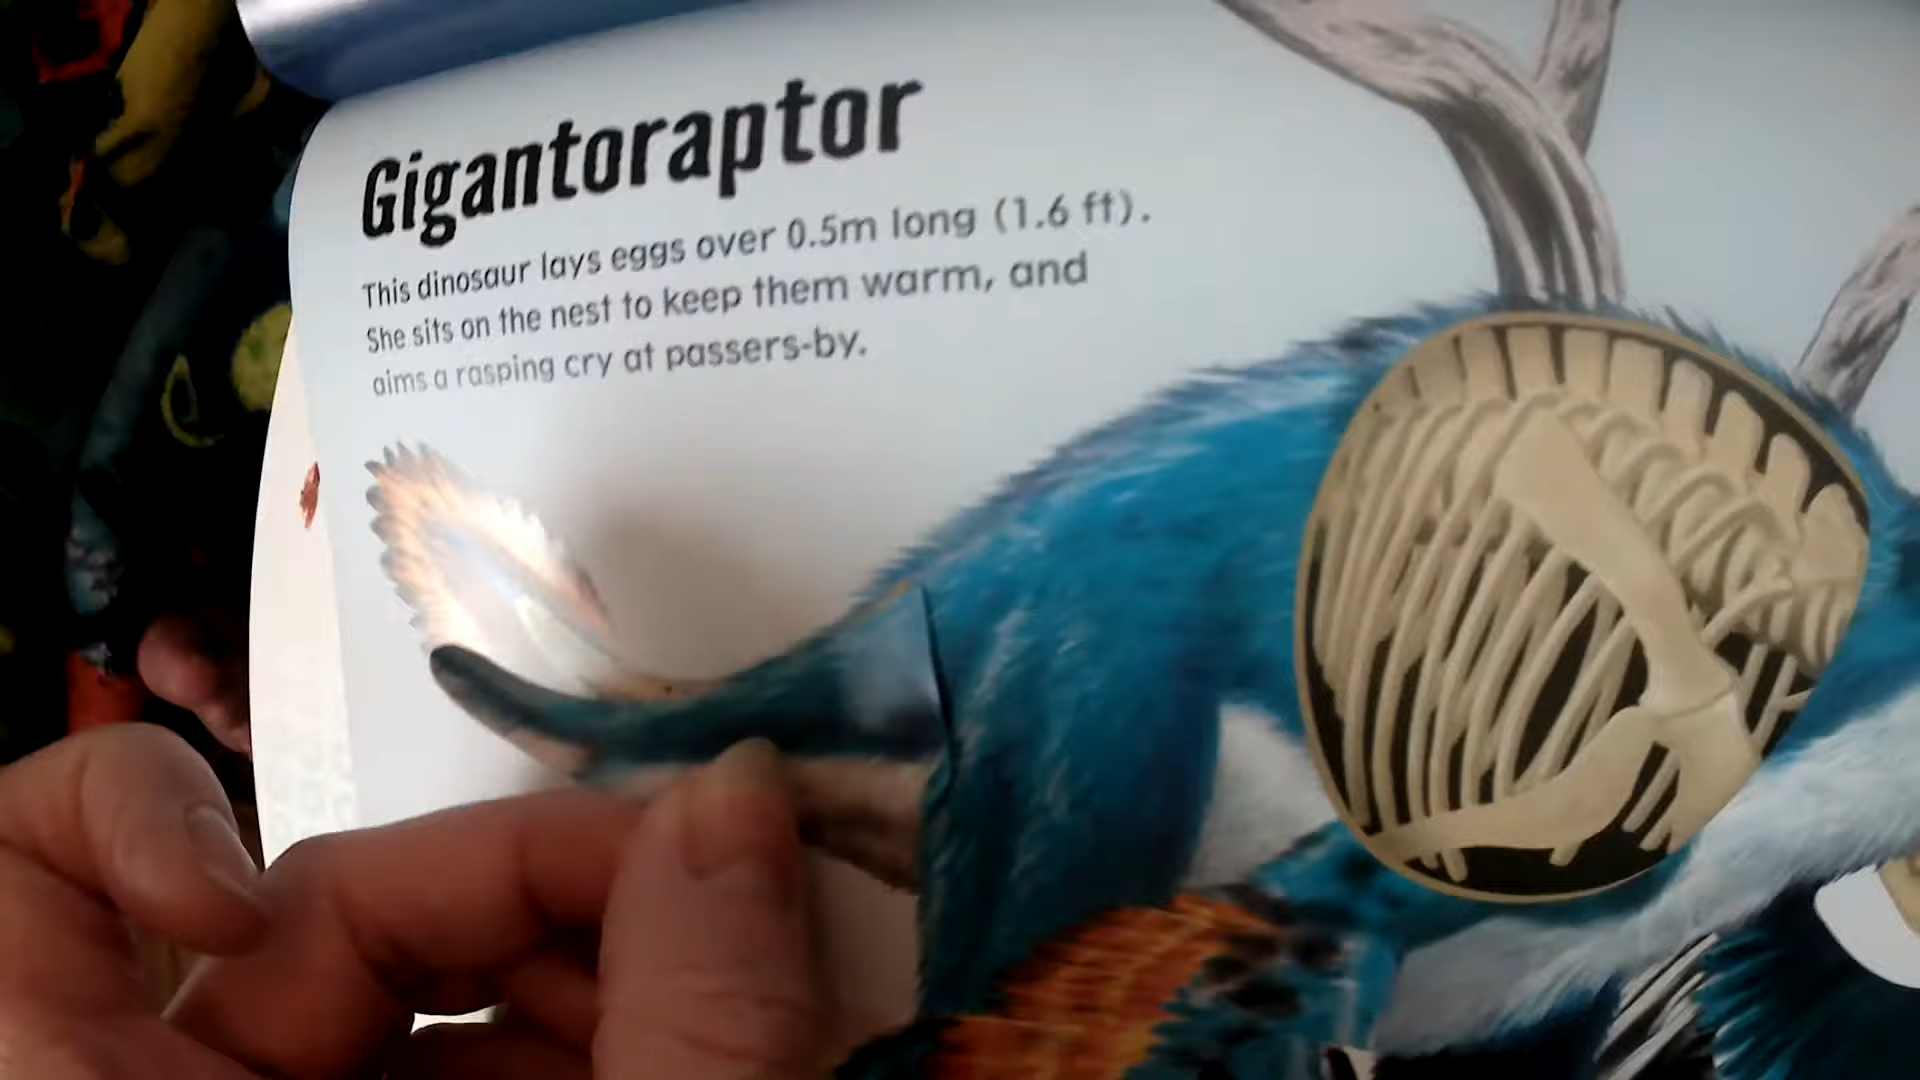 Gigantoraptor
This dinosaur lays eggs over 0.5m long (1.6 ft).
She sits on the nest to keep them warm, and
aims a rasping cry at passers-by.